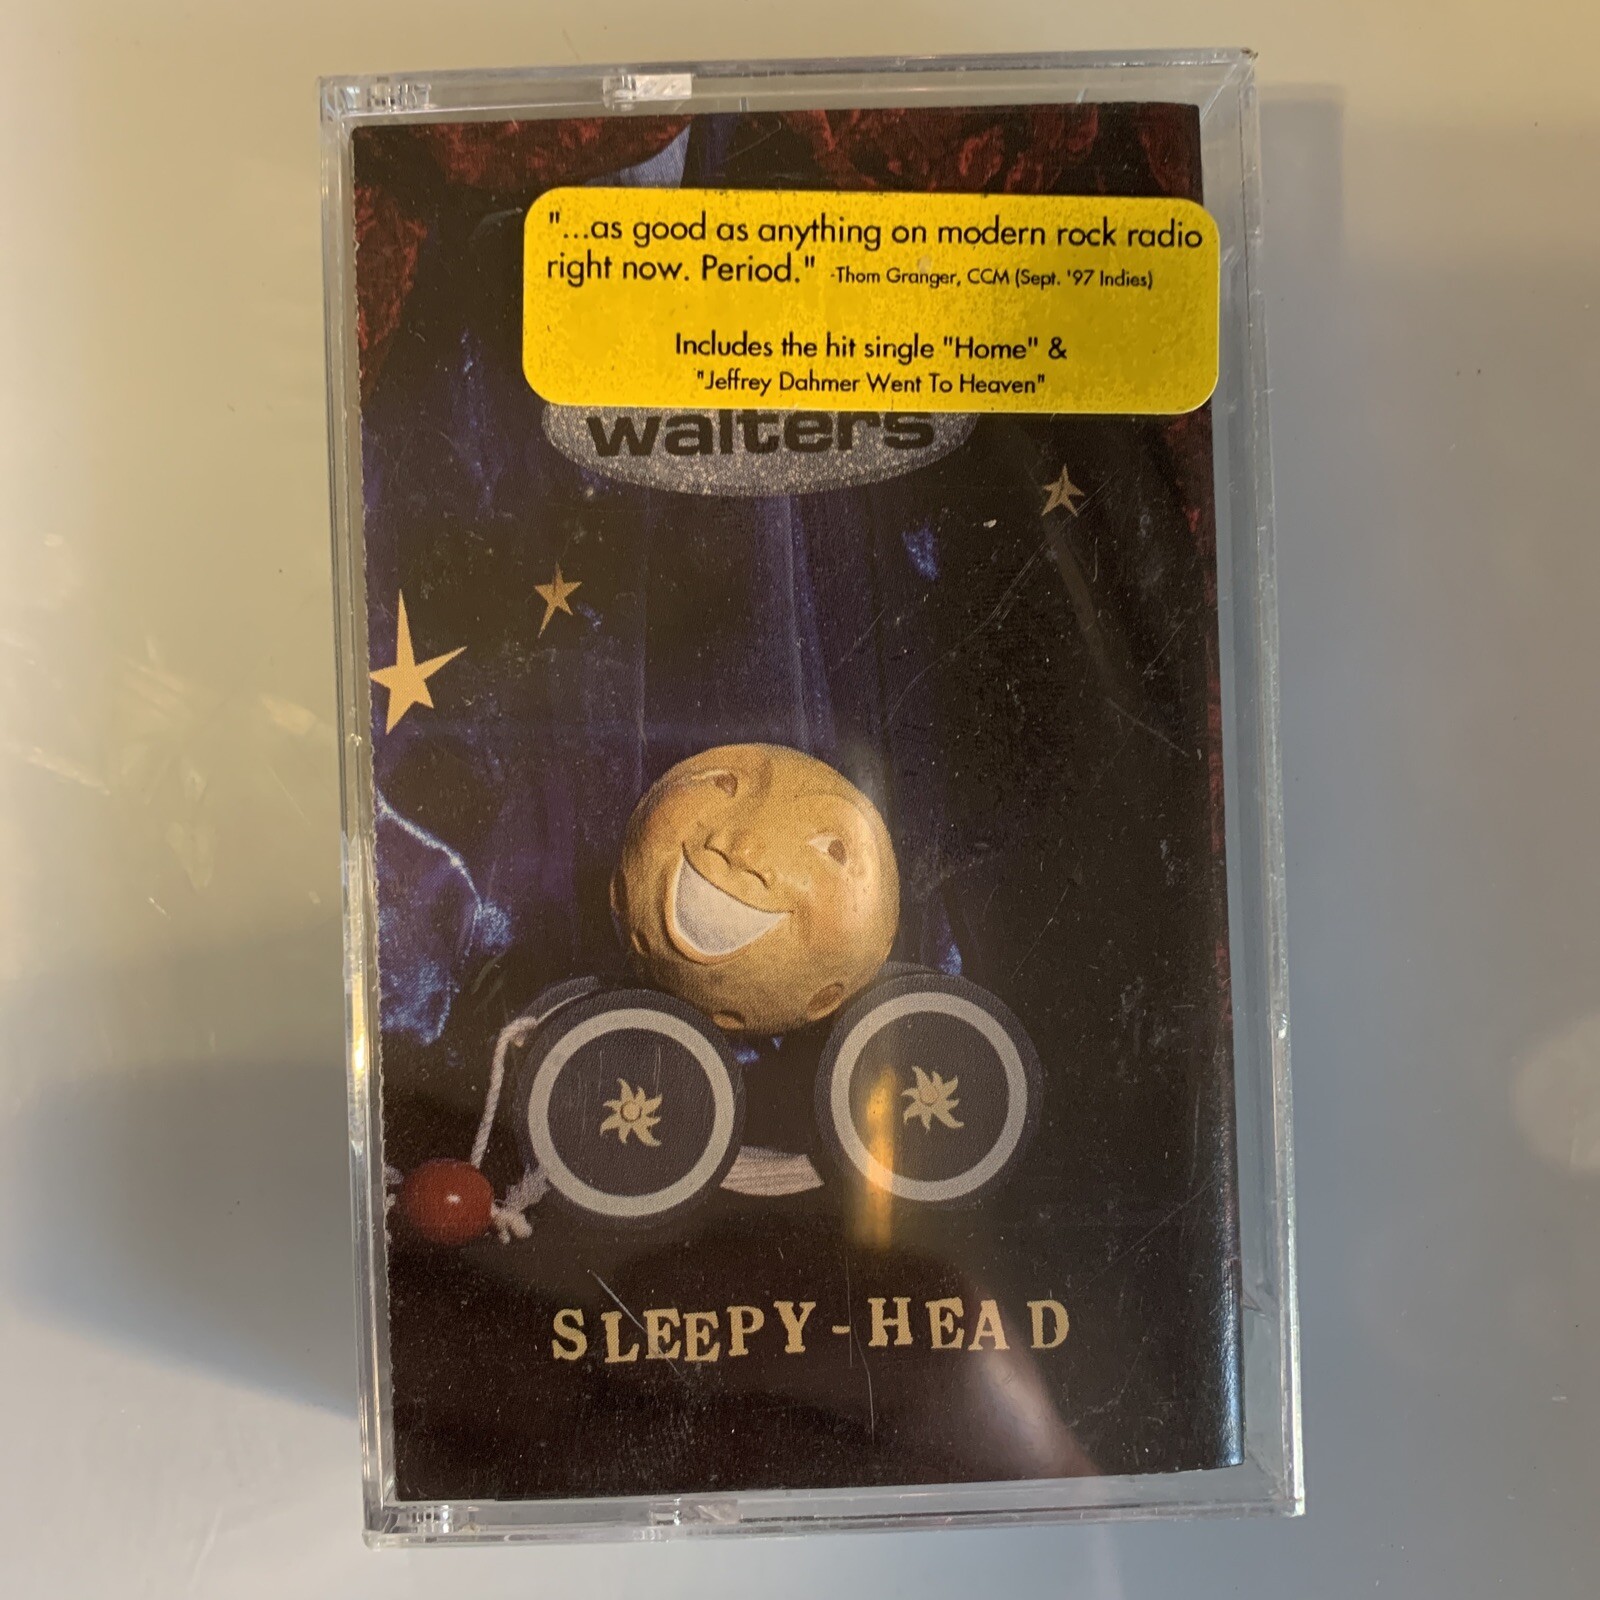 "...as good as anything on modern rock radio
right now. Period." -Thom Granger, CCM (Sept. '97 Indies)
Includes the hit single "Home" &
"Jeffrey Dahmer Went To Heaven"
walters
SLEEPY-HEAD